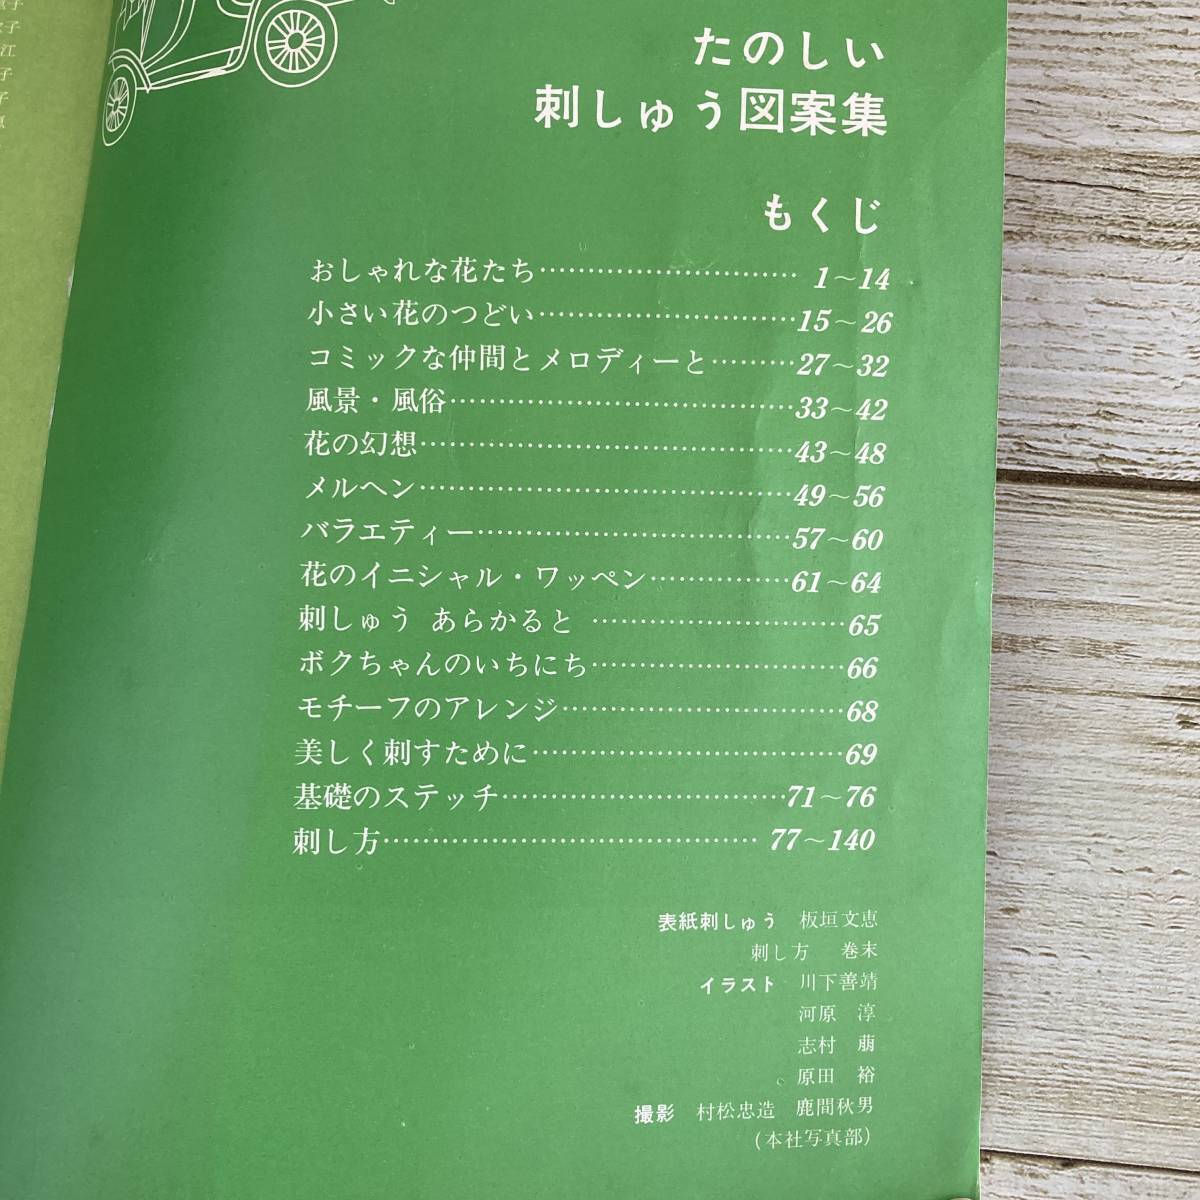 たのしい
刺しゅう図案集
もくじ
おしゃれな花たち…………………………1～14
小さい花のつどい…………………………15～26
コミックな仲間とメロディーと………27～32
風景・風俗…………………………………33～42
花の幻想……………………………………43～48
メルヘン……………………………………49～56
バラエティー………………………………57～60
花のイニシャル・ワッペン……………61～64
刺しゅう あらかると…………………………65
ボクちゃんのいちにち………………………66
モチーフのアレンジ…………………………68
美しく刺すために……………………………69
基礎のステッチ……………………………71～76
刺し方……………………………………77～140
表紙刺しゅう 板垣文恵
刺し方 巻末
イラスト 川下善靖
河原 淳
志村 萠
原田 裕
撮影 村松忠造 鹿間秋男
(本社写真部)
子
江
子
子